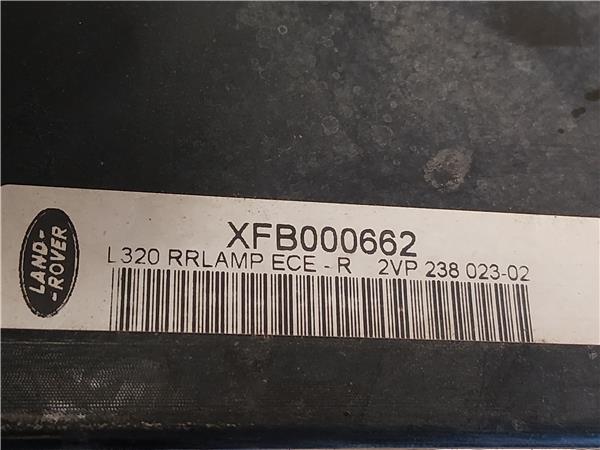 LAND-
-ROVER
XFB000662
L320 RRLAMP ECE - R 2VP 238 023-02